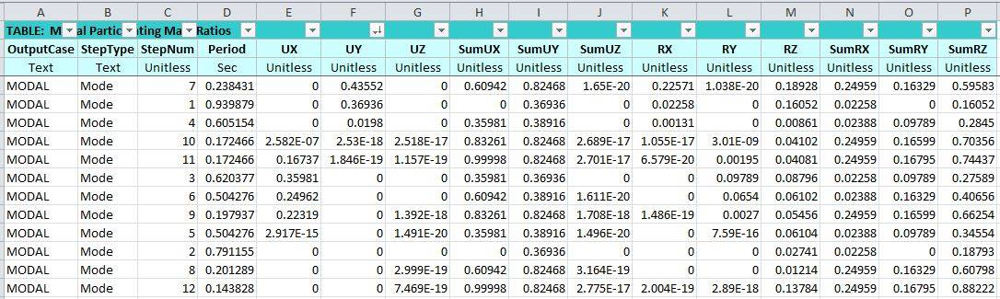 A B C D E F G H I J K L M N O P
TABLE: M al Partic ating Ma Ratios
OutputCase StepType StepNum Period UX UY UZ SumUX SumUY SumUZ RX RY RZ SumRX SumRY SumRZ
Text Text Unitless Sec Unitless Unitless Unitless Unitless Unitless Unitless Unitless Unitless Unitless Unitless Unitless Unitless
MODAL Mode 7 0.238431 0 0.43552 0 0.60942 0.82468 1.65E-20 0.22571 1.038E-20 0.18928 0.24959 0.16329 0.59583
MODAL Mode 1 0.939879 0 0.36936 0 0 0.36936 0 0.02258 0 0.16052 0.02258 0 0.16052
MODAL Mode 4 0.605154 0 0.0198 0 0.35981 0.38916 0 0.00131 0 0.00861 0.02388 0.09789 0.2845
MODAL Mode 10 0.172466 2.582E-07 2.53E-18 2.518E-17 0.83261 0.82468 2.689E-17 1.055E-17 3.01E-09 0.04102 0.24959 0.16599 0.70356
MODAL Mode 11 0.172466 0.16737 1.846E-19 1.157E-19 0.99998 0.82468 2.701E-17 6.579E-20 0.00195 0.04081 0.24959 0.16795 0.74437
MODAL Mode 3 0.620377 0.35981 0 0 0.35981 0.36936 0 0 0.09789 0.08796 0.02258 0.09789 0.27589
MODAL Mode 6 0.504276 0.24962 0 0 0.60942 0.38916 1.611E-20 0 0.0654 0.06102 0.02388 0.16329 0.40656
MODAL Mode 9 0.197937 0.22319 0 1.392E-18 0.83261 0.82468 1.708E-18 1.486E-19 0.0027 0.05456 0.24959 0.16599 0.66254
MODAL Mode 5 0.504276 2.917E-15 0 1.491E-20 0.35981 0.38916 1.496E-20 0 7.59E-16 0.06104 0.02388 0.09789 0.34554
MODAL Mode 2 0.791155 0 0 0 0 0.36936 0 0 0 0.02741 0.02258 0 0.18793
MODAL Mode 8 0.201289 0 0 2.999E-19 0.60942 0.82468 3.164E-19 0 0 0.01214 0.24959 0.16329 0.60798
MODAL Mode 12 0.143828 0 0 7.469E-19 0.99998 0.82468 2.775E-17 2.004E-19 2.89E-18 0.13784 0.24959 0.16795 0.88222